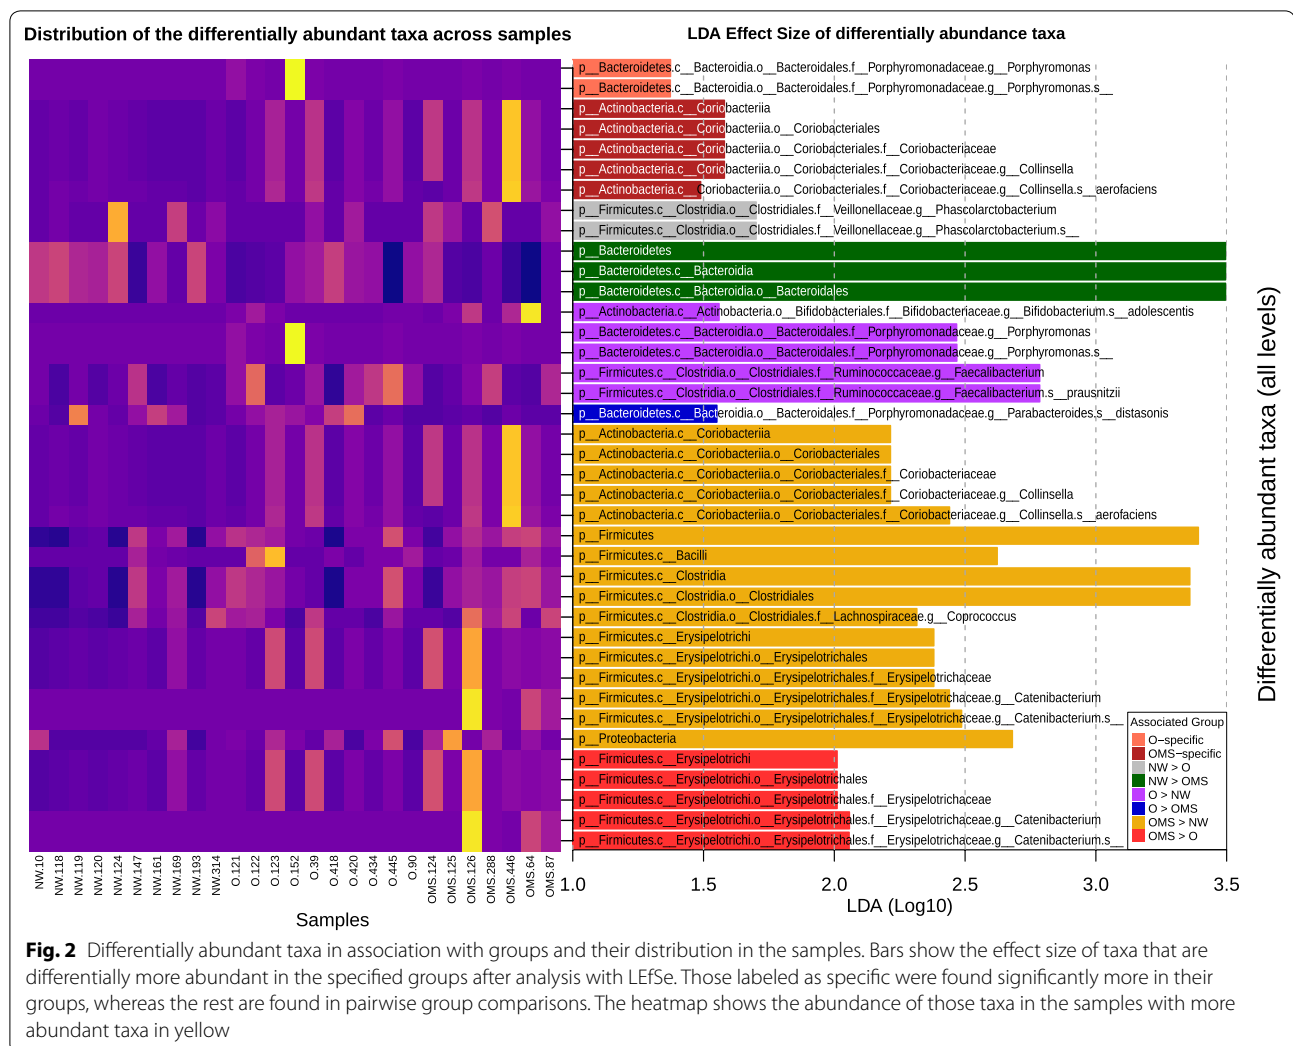 Distribution of the differentially abundant taxa across samples
LDA Effect Size of differentially abundance taxa
p__Bacteroidetes.c__Bacteroidia.o__Bacteroidales.f__Porphyromonadaceae.g__Porphyromonas
p__Bacteroidetes.c__Bacteroidia.o__Bacteroidales.f__Porphyromonadaceae.g__Porphyromonas.s__
p__Actinobacteria.c__Coriobacteriia
p__Actinobacteria.c__Coriobacteriia.o__Coriobacteriales
p__Actinobacteria.c__Coriobacteriia.o__Coriobacteriales.f__Coriobacteriaceae
p__Actinobacteria.c__Coriobacteriia.o__Coriobacteriales.f__Coriobacteriaceae.g__Collinsella
p__Actinobacteria.c__Coriobacteriia.o__Coriobacteriales.f__Coriobacteriaceae.g__Collinsella.s__aerofaciens
p__Firmicutes.c__Clostridia.o__Clostridiales.f__Veillonellaceae.g__Phascolarctobacterium
p__Firmicutes.c__Clostridia.o__Clostridiales.f__Veillonellaceae.g__Phascolarctobacterium.s__
p__Bacteroidetes
p__Bacteroidetes.c__Bacteroidia
p__Bacteroidetes.c__Bacteroidia.o__Bacteroidales
p__Actinobacteria.c__Actinobacteria.o__Bifidobacteriales.f__Bifidobacteriaceae.g__Bifidobacterium.s__adolescentis
p__Bacteroidetes.c__Bacteroidia.o__Bacteroidales.f__Porphyromonadaceae.g__Porphyromonas
p__Bacteroidetes.c__Bacteroidia.o__Bacteroidales.f__Porphyromonadaceae.g__Porphyromonas.s__
p__Firmicutes.c__Clostridia.o__Clostridiales.f__Ruminococcaceae.g__Faecalibacterium
p__Firmicutes.c__Clostridia.o__Clostridiales.f__Ruminococcaceae.g__Faecalibacterium.s__prausnitzii
p__Bacteroidetes.c__Bacteroidia.o__Bacteroidales.f__Porphyromonadaceae.g__Parabacteroides.s__distasonis
p__Actinobacteria.c__Coriobacteriia
p__Actinobacteria.c__Coriobacteriia.o__Coriobacteriales
p__Actinobacteria.c__Coriobacteriia.o__Coriobacteriales.f__Coriobacteriaceae
p__Actinobacteria.c__Coriobacteriia.o__Coriobacteriales.f__Coriobacteriaceae.g__Collinsella
p__Actinobacteria.c__Coriobacteriia.o__Coriobacteriales.f__Coriobacteriaceae.g__Collinsella.s__aerofaciens
p__Firmicutes
p__Firmicutes.c__Bacilli
p__Firmicutes.c__Clostridia
p__Firmicutes.c__Clostridia.o__Clostridiales
p__Firmicutes.c__Clostridia.o__Clostridiales.f__Lachnospiraceae.g__Coprococcus
p__Firmicutes.c__Erysipelotrichi
p__Firmicutes.c__Erysipelotrichi.o__Erysipelotrichales
p__Firmicutes.c__Erysipelotrichi.o__Erysipelotrichales.f__Erysipelotrichaceae
p__Firmicutes.c__Erysipelotrichi.o__Erysipelotrichales.f__Erysipelotrichaceae.g__Catenibacterium
p__Firmicutes.c__Erysipelotrichi.o__Erysipelotrichales.f__Erysipelotrichaceae.g__Catenibacterium.s__
p__Proteobacteria
p__Firmicutes.c__Erysipelotrichi
p__Firmicutes.c__Erysipelotrichi.o__Erysipelotrichales
p__Firmicutes.c__Erysipelotrichi.o__Erysipelotrichales.f__Erysipelotrichaceae
p__Firmicutes.c__Erysipelotrichi.o__Erysipelotrichales.f__Erysipelotrichaceae.g__Catenibacterium
p__Firmicutes.c__Erysipelotrichi.o__Erysipelotrichales.f__Erysipelotrichaceae.g__Catenibacterium.s__
Associated Group
O−specific
OMS−specific
NW > O
NW > OMS
O > NW
O > OMS
OMS > NW
OMS > O
Differentially abundant taxa (all levels)
NW.10 NW.118 NW.119 NW.120 NW.124 NW.147 NW.161 NW.169 NW.193 NW.314 O.121 O.122 O.123 O.152 O.39 O.418 O.420 O.434 O.445 O.90 OMS.124 OMS.125 OMS.126 OMS.288 OMS.446 OMS.64 OMS.87
1.0 1.5 2.0 2.5 3.0 3.5
Samples
LDA (Log10)
Fig. 2 Differentially abundant taxa in association with groups and their distribution in the samples. Bars show the effect size of taxa that are
differentially more abundant in the specified groups after analysis with LEfSe. Those labeled as specific were found significantly more in their
groups, whereas the rest are found in pairwise group comparisons. The heatmap shows the abundance of those taxa in the samples with more
abundant taxa in yellow